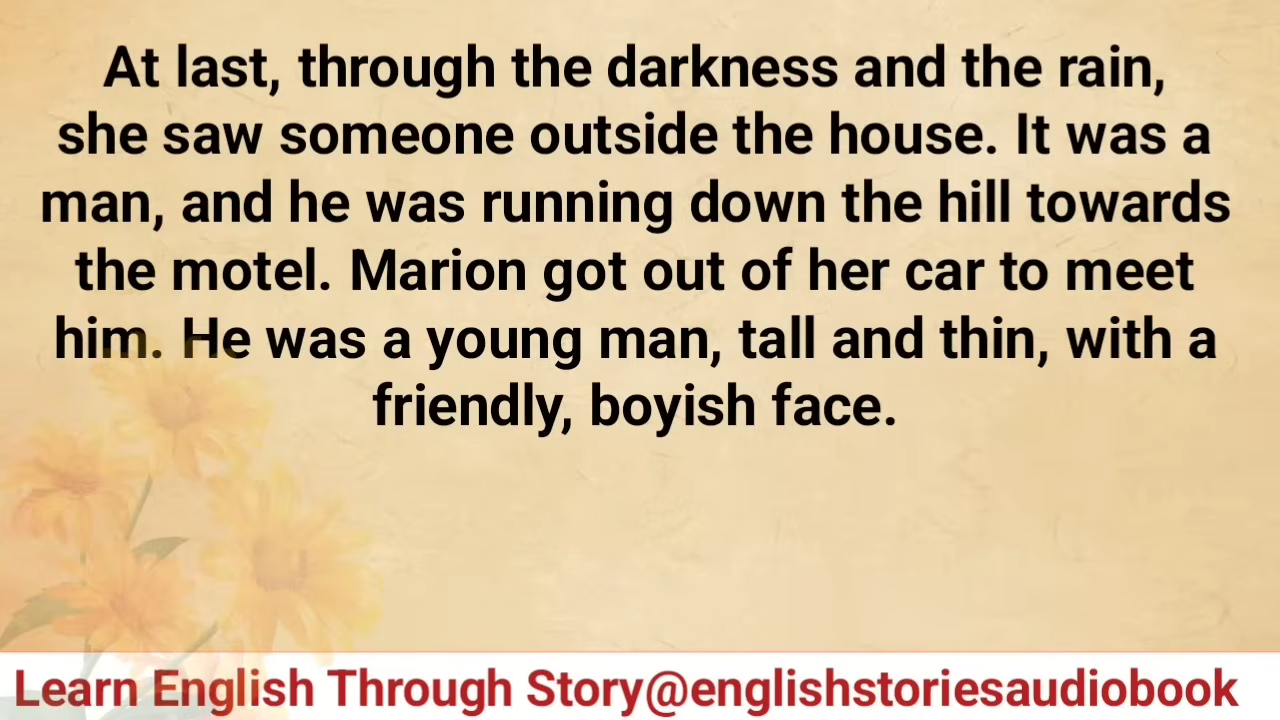 At last, through the darkness and the rain,
she saw someone outside the house. It was a
man, and he was running down the hill towards
the motel. Marion got out of her car to meet
him. He was a young man, tall and thin, with a
friendly, boyish face.
Learn English Through Story@englishstoriesaudiobook